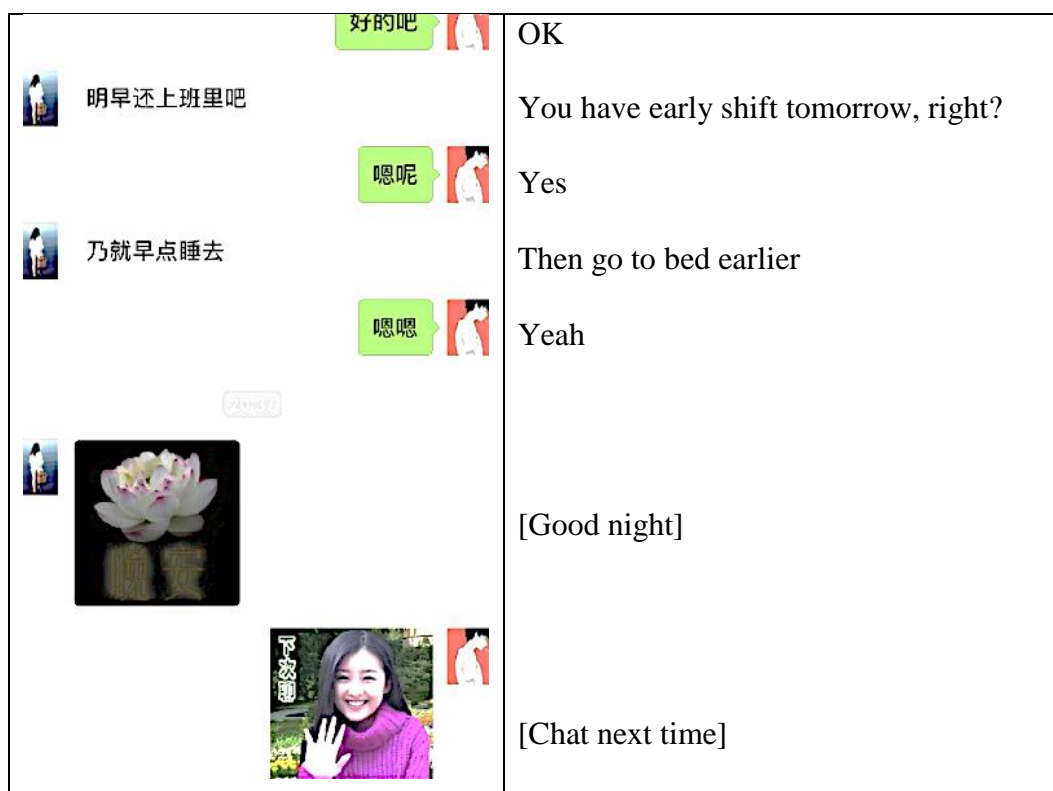 好的吧
OK
明早还上班里吧
You have early shift tomorrow, right?
嗯呢
Yes
乃就早点睡去
Then go to bed earlier
嗯嗯
Yeah
20:37
晚安
[Good night]
下次聊
[Chat next time]